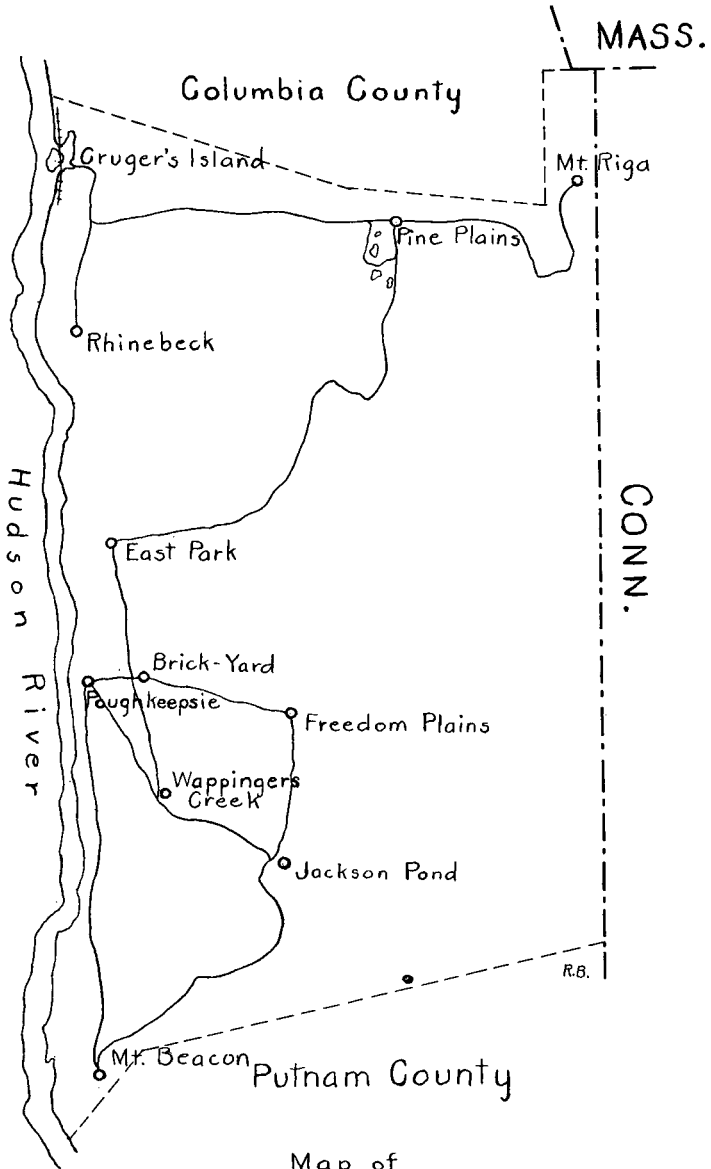 MASS.
Columbia County
Cruger's Island
Mt. Riga
Pine Plains
Rhinebeck
Hudson River
CONN.
East Park
Brick-Yard
Poughkeepsie
Freedom Plains
Wappingers
Creek
Jackson Pond
R.B.
Mt. Beacon
Putnam County
Map of